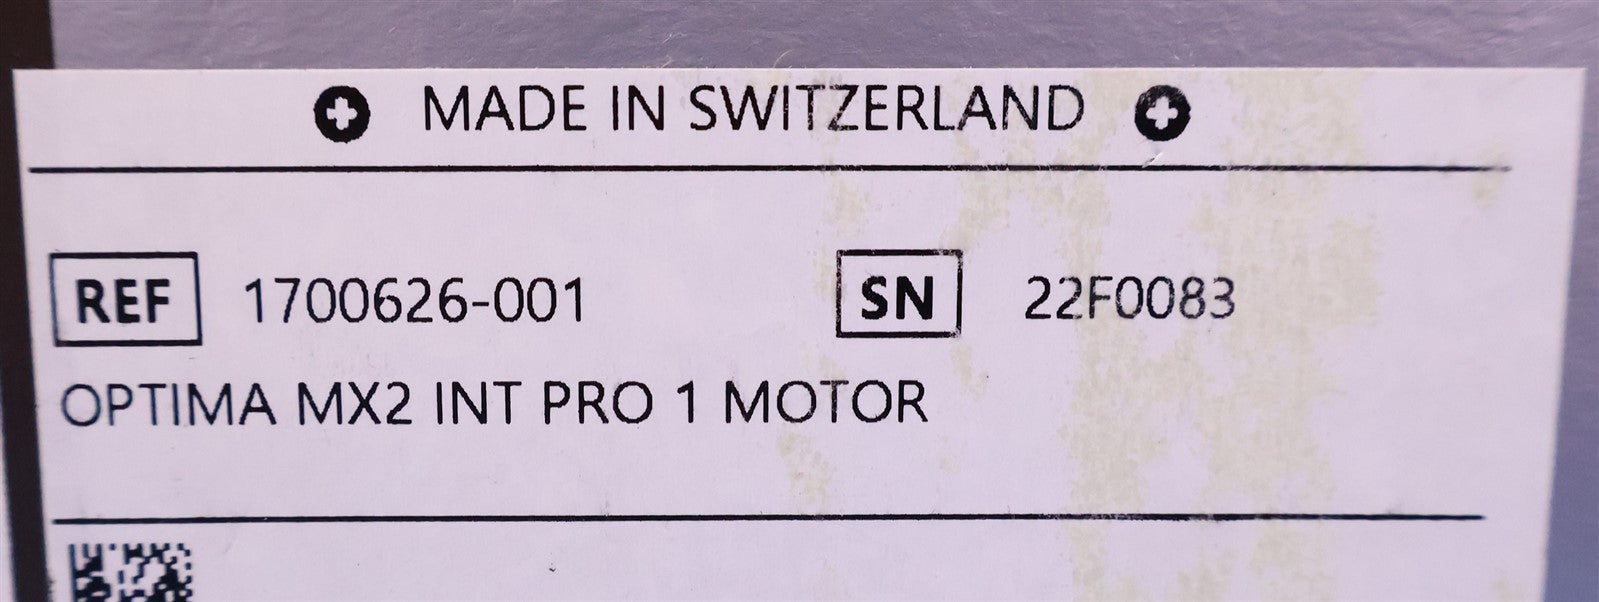 MADE IN SWITZERLAND
REF 1700626-001 SN 22F0083
OPTIMA MX2 INT PRO 1 MOTOR